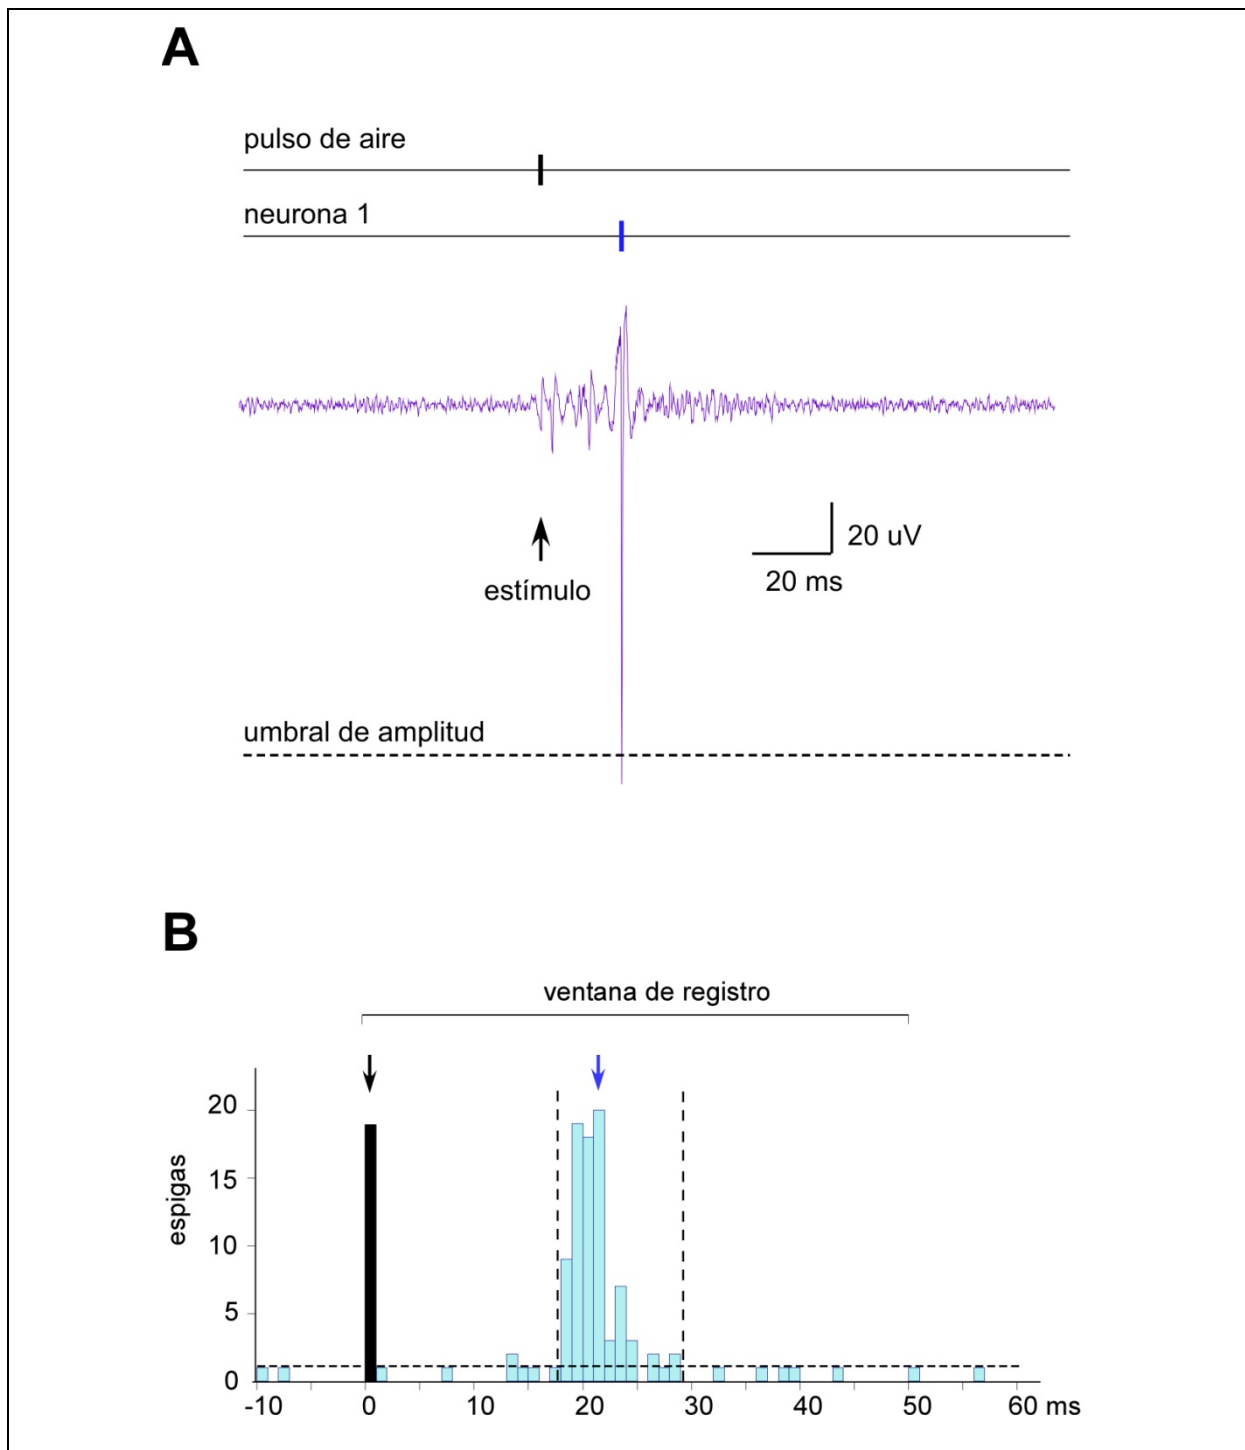 A
pulso de aire
neurona 1
20 uV
20 ms
estímulo
umbral de amplitud
B
ventana de registro
espigas
20
15
10
5
0
-10 0 10 20 30 40 50 60 ms